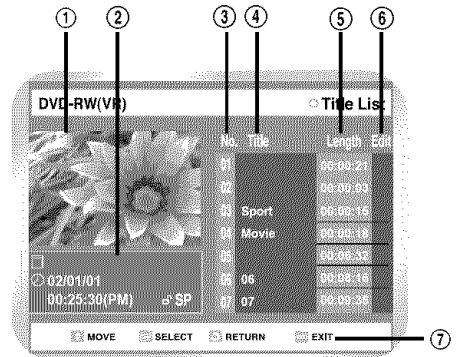 ① ② ③ ④ ⑤ ⑥
DVD-RW(VR) Title List
No. Title Length Edit
01 00:00:21
02 00:00:03
03 Sport 00:00:15
04 Movie 00:00:18
05 00:06:32
06 06 00:08:16
07 07 00:09:35
02/01/01
00:25:30(PM) SP
MOVE SELECT RETURN EXIT ⑦